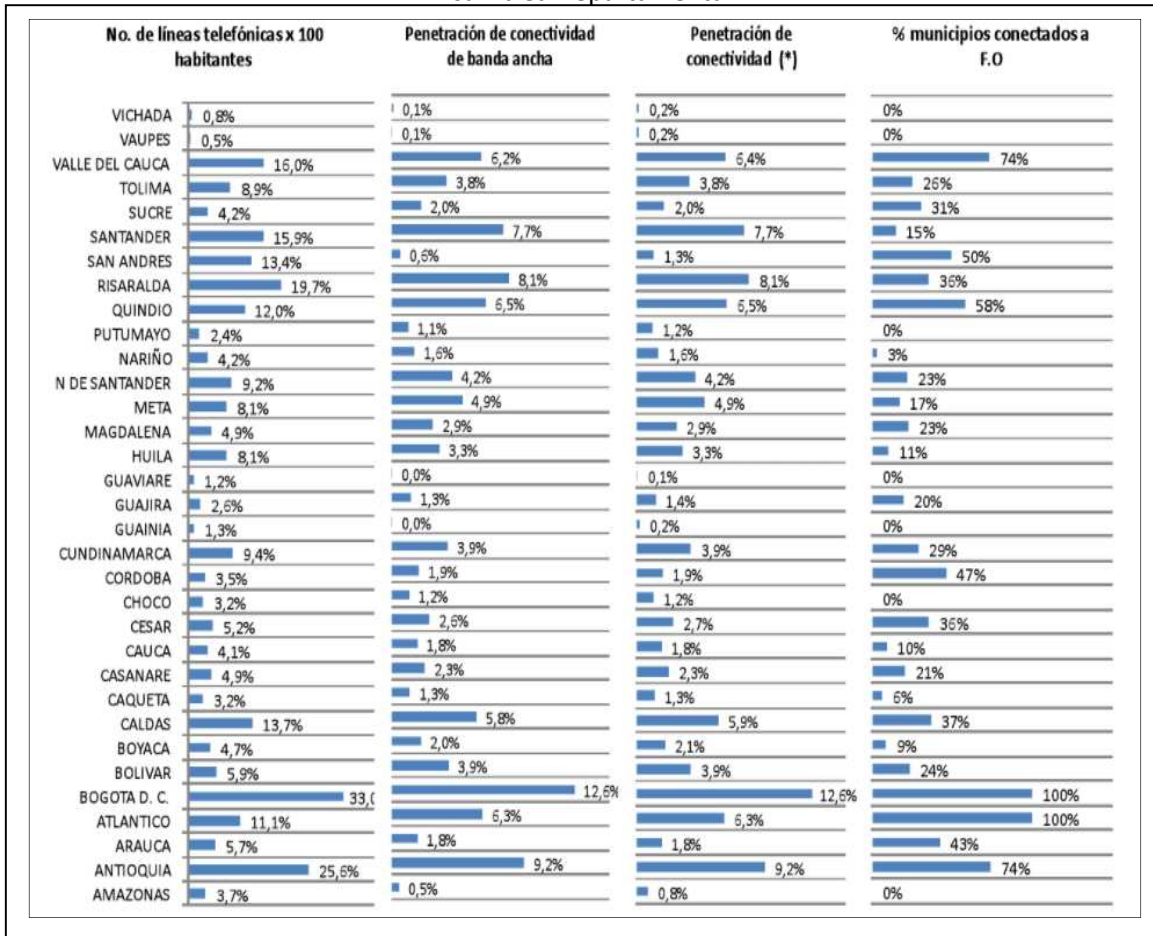 No. de líneas telefónicas x 100 habitantes
Penetración de conectividad de banda ancha
Penetración de conectividad (*)
% municipios conectados a F.O
VICHADA 0,8% 0,1% 0,2% 0%
VAUPES 0,5% 0,1% 0,2% 0%
VALLE DEL CAUCA 16,0% 6,2% 6,4% 74%
TOLIMA 8,9% 3,8% 3,8% 26%
SUCRE 4,2% 2,0% 2,0% 31%
SANTANDER 15,9% 7,7% 7,7% 15%
SAN ANDRES 13,4% 0,6% 1,3% 50%
RISARALDA 19,7% 8,1% 8,1% 36%
QUINDIO 12,0% 6,5% 6,5% 58%
PUTUMAYO 2,4% 1,1% 1,2% 0%
NARIÑO 4,2% 1,6% 1,6% 3%
N DE SANTANDER 9,2% 4,2% 4,2% 23%
META 8,1% 4,9% 4,9% 17%
MAGDALENA 4,9% 2,9% 2,9% 23%
HUILA 8,1% 3,3% 3,3% 11%
GUAVIARE 1,2% 0,0% 0,1% 0%
GUAJIRA 2,6% 1,3% 1,4% 20%
GUAINIA 1,3% 0,0% 0,2% 0%
CUNDINAMARCA 9,4% 3,9% 3,9% 29%
CORDOBA 3,5% 1,9% 1,9% 47%
CHOCO 3,2% 1,2% 1,2% 0%
CESAR 5,2% 2,6% 2,7% 36%
CAUCA 4,1% 1,8% 1,8% 10%
CASANARE 4,9% 2,3% 2,3% 21%
CAQUETA 3,2% 1,3% 1,3% 6%
CALDAS 13,7% 5,8% 5,9% 37%
BOYACA 4,7% 2,0% 2,1% 9%
BOLIVAR 5,9% 3,9% 3,9% 24%
BOGOTA D. C. 33,0 12,6% 12,6% 100%
ATLANTICO 11,1% 6,3% 6,3% 100%
ARAUCA 5,7% 1,8% 1,8% 43%
ANTIOQUIA 25,6% 9,2% 9,2% 74%
AMAZONAS 3,7% 0,5% 0,8% 0%